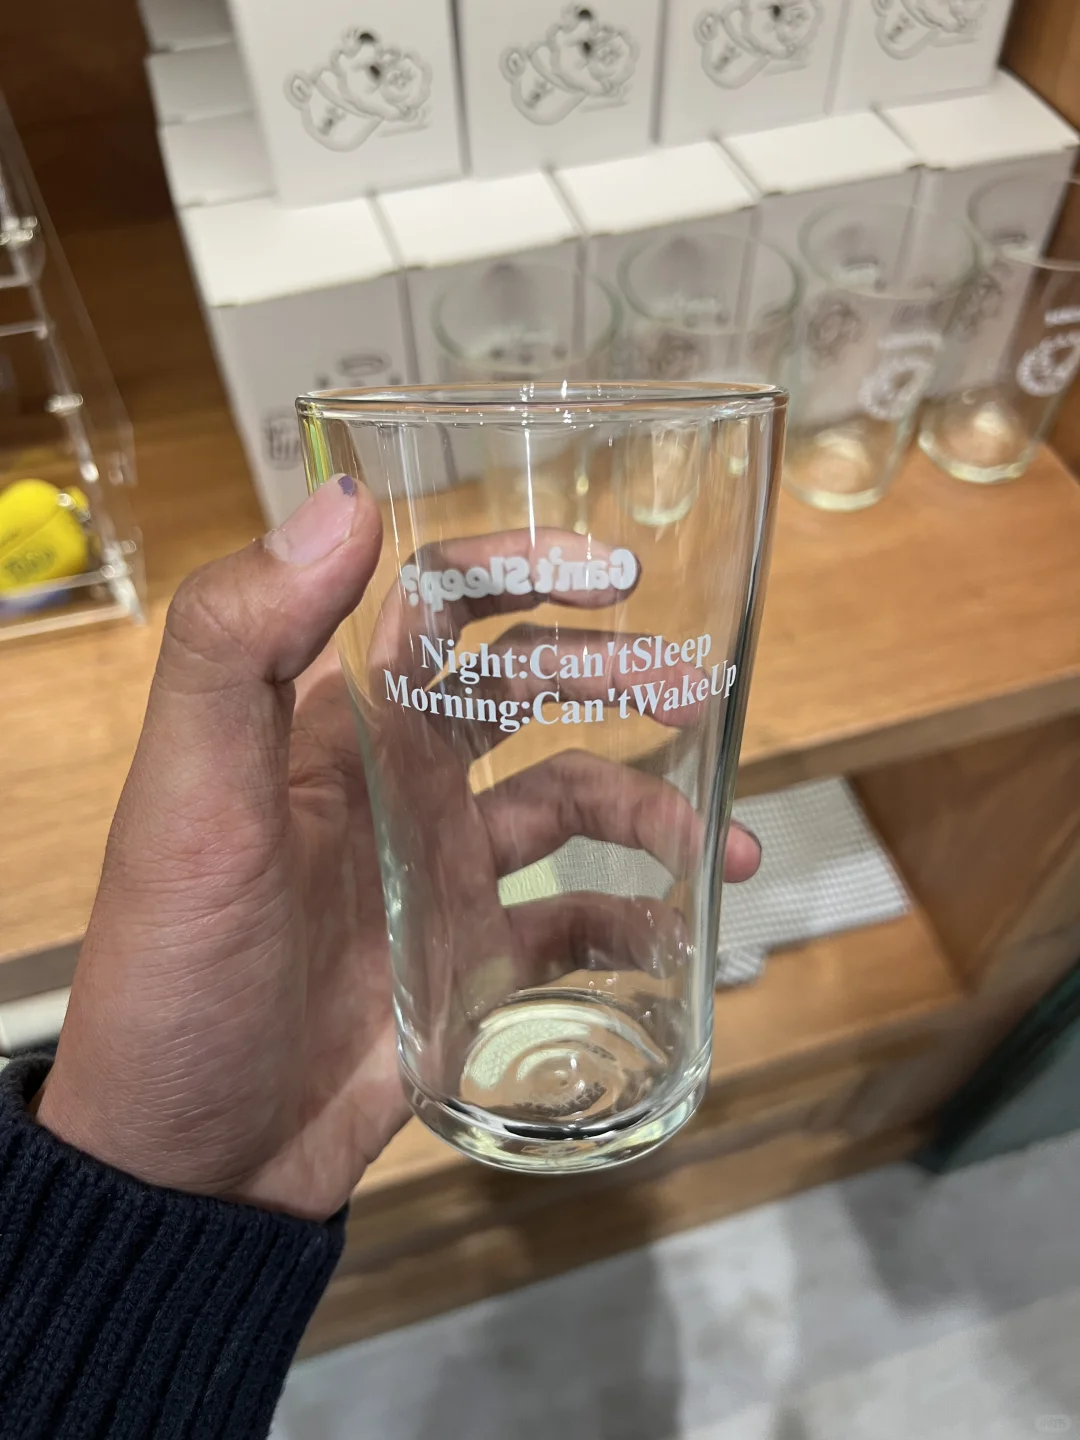 Can't Sleep?
Night:Can'tSleep
Morning:Can'tWakeUp